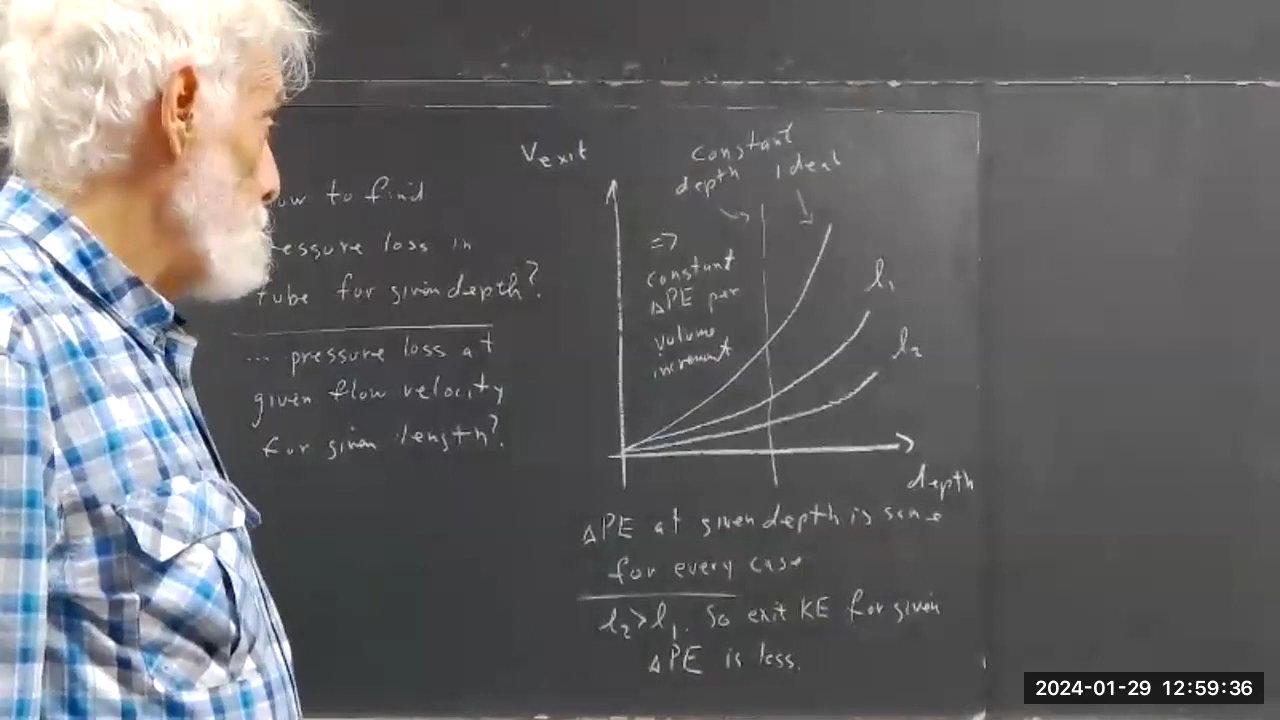 ow to find
essure loss in
tube for given depth?
... pressure loss at
given flow velocity
for given length?
Vexit
constant
depth
ideal
=>
constant
ΔPE per
volume
increment
l1
l2
depth
ΔPE at given depth is same
for every case
l2>l1. So exit KE for given
ΔPE is less.
2024-01-29 12:59:36